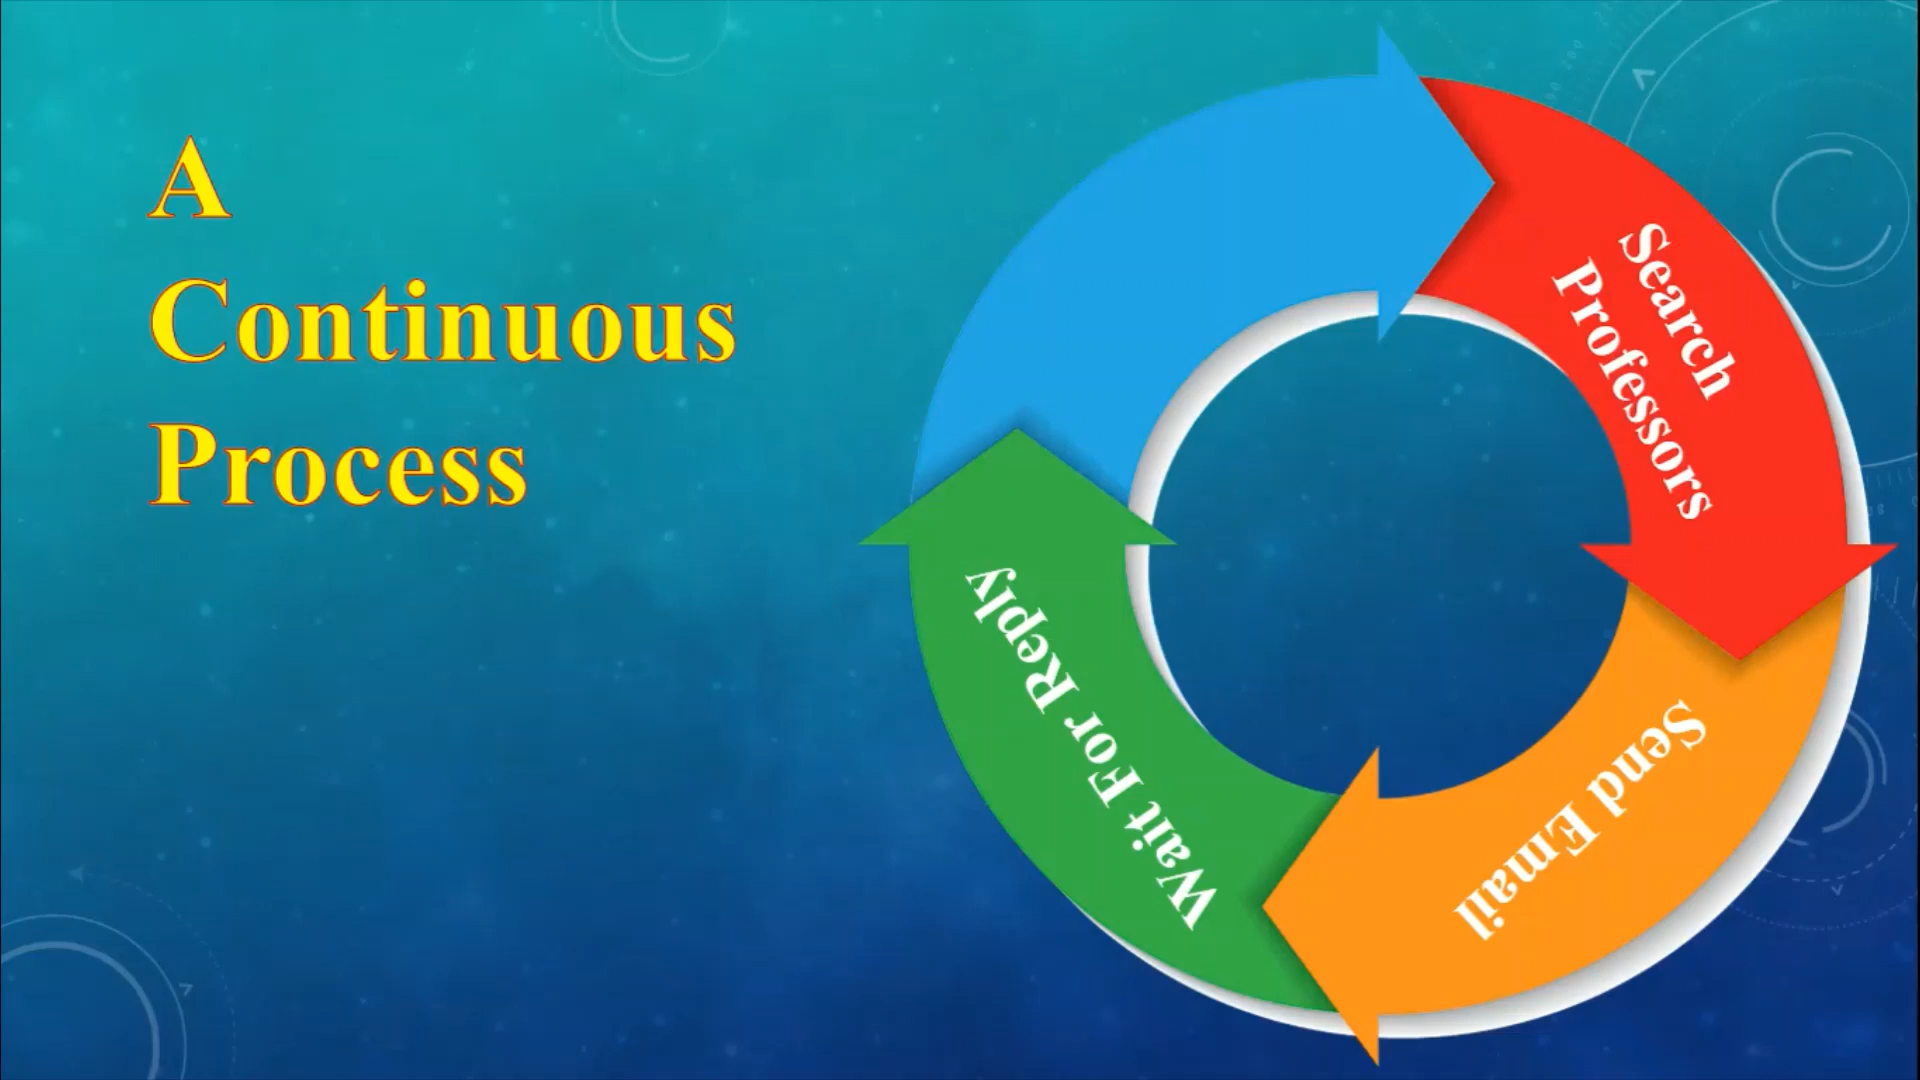 A
Continuous
Process
Search
Professors
Send Email
Wait For Reply